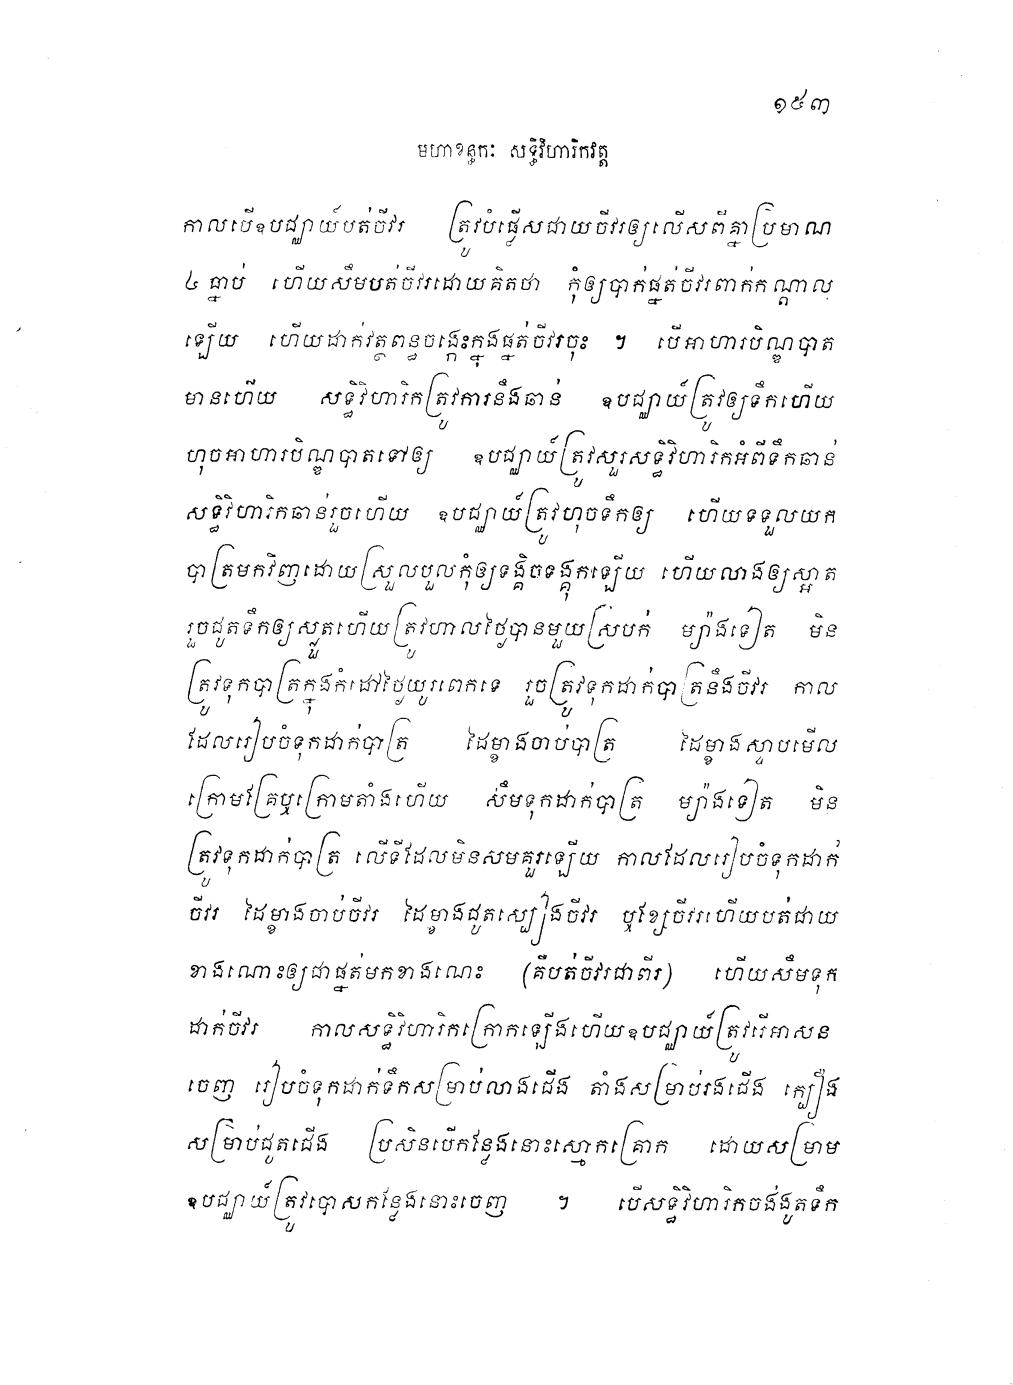 ១៥៣
មហាខន្ធកៈ សទ្ធិវិហារិកវត្ត
កាលបើឧបជ្ឈាយ៍បត់ចីវរ ត្រូវបំផ្លើសជាយចីវរឲ្យលើសពីគ្នាប្រមាណ
៤ ធ្នាប់ ហើយសឹមបត់ចីវរដោយគិតថា កុំឲ្យបាក់ផ្នត់ចីវរពាក់កណ្តាល
ឡើយ ហើយដាក់វត្ថពន្ធចង្កេះក្នុងផ្នត់ចីវរចុះ ។ បើអាហារបិណ្ឌបាត
មានហើយ សទ្ធិវិហារិកត្រូវការនឹងឆាន់ ឧបជ្ឈាយ៍ត្រូវឲ្យទឹកហើយ
ហុចអាហារបិណ្ឌបាតទៅឲ្យ ឧបជ្ឈាយ៍ត្រូវសួរសទ្ធិវិហារិកអំពីទឹកឆាន់
សទ្ធិវិហារិកឆាន់រួចហើយ ឧបជ្ឈាយ៍ត្រូវហុចទឹកឲ្យ ហើយទទួលយក
បាត្រមកវិញដោយស្រួលបួលកុំឲ្យទង្គិចទង្គុកឡើយ ហើយលាងឲ្យស្អាត
រួចជូតទឹកឲ្យស្ងួតហើយត្រូវហាលថ្ងៃបានមួយស្របក់ ម្យ៉ាងទៀត មិន
ត្រូវទុកបាត្រក្នុងកំដៅថ្ងៃយូរពេកទេ រួចត្រូវទុកដាក់បាត្រនឹងចីវរ កាល
ដែលរៀបចំទុកដាក់បាត្រ ដៃម្ខាងចាប់បាត្រ ដៃម្ខាងស្ទាបមើល
ក្រោមគ្រែឬក្រោមតាំងហើយ សឹមទុកដាក់បាត្រ ម្យ៉ាងទៀត មិន
ត្រូវទុកដាក់បាត្រ លើទីដែលមិនសមគួរឡើយ កាលដែលរៀបចំទុកដាក់
ចីវរ ដៃម្ខាងចាប់ចីវរ ដៃម្ខាងជូតស្បៀងចីវរ ឬខ្សែចីវរហើយបត់ជាយ
ខាងណោះឲ្យជាផ្នត់មកខាងណេះ (គឺបត់ចីវរជាពីរ) ហើយសឹមទុក
ដាក់ចីវរ កាលសទ្ធិវិហារិកក្រោកឡើងហើយឧបជ្ឈាយ៍ត្រូវរើអាសនៈ
ចេញ រៀបចំទុកដាក់ទឹកសម្រាប់លាងជើង តាំងសម្រាប់រងជើង ក្បឿង
សម្រាប់ជូតជើង ប្រសិនបើកន្លែងនោះស្មោកគ្រោក ដោយសម្រាម
ឧបជ្ឈាយ៍ត្រូវបោសកន្លែងនោះចេញ ។ បើសទ្ធិវិហារិកចង់ងូតទឹក